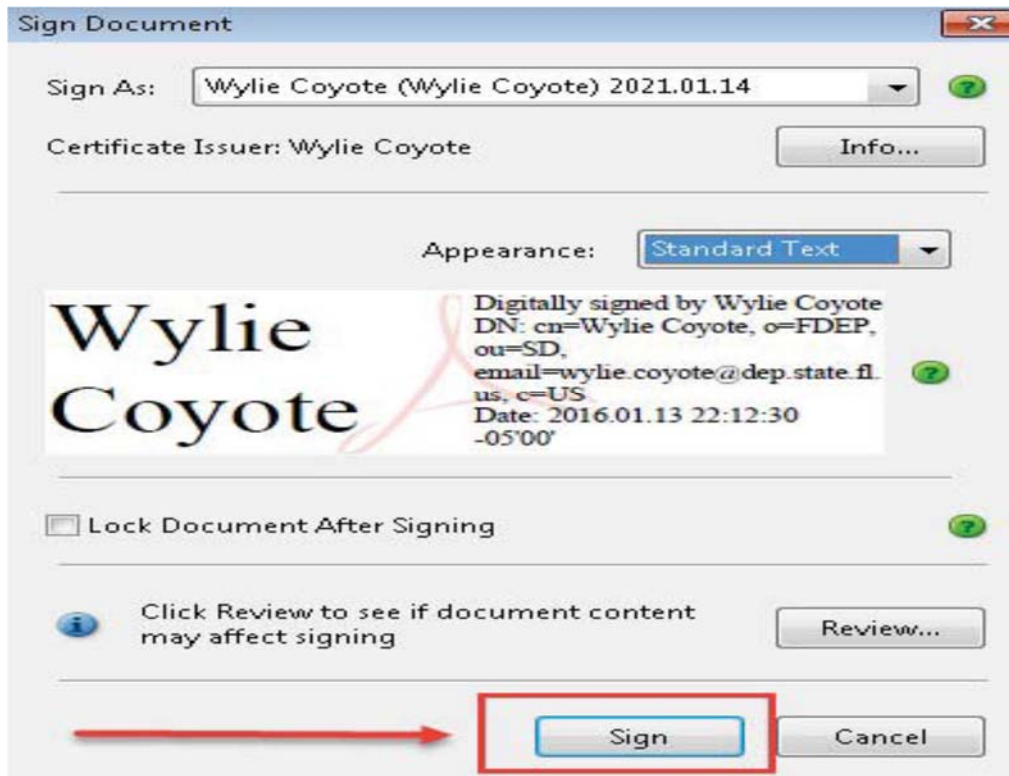 Sign Document
Sign As: Wylie Coyote (Wylie Coyote) 2021.01.14
Certificate Issuer: Wylie Coyote Info...
Appearance: Standard Text
Wylie
Coyote
Digitally signed by Wylie Coyote
DN: cn=Wylie Coyote, o=FDEP,
ou=SD,
email=wylie.coyote@dep.state.fl.
us, c=US
Date: 2016.01.13 22:12:30
-05'00'
Lock Document After Signing
Click Review to see if document content
may affect signing
Review...
Sign Cancel